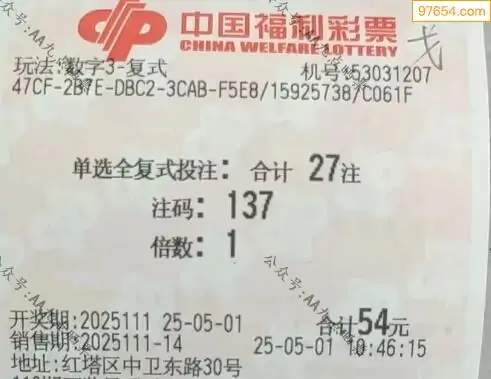 97654.com
中国福利彩票
CHINA WELFARE LOTTERY
玩法:数字3-复式 机号:53031207
47CF-2B7E-DBC2-3CAB-F5E8/15925738/C061F
单选全复式投注: 合计 27注
注码: 137
倍数: 1
开奖期:2025111 25-05-01 合计54元
销售期:2025111-14 25-05-01 10:46:15
地址:红塔区中卫东路30号